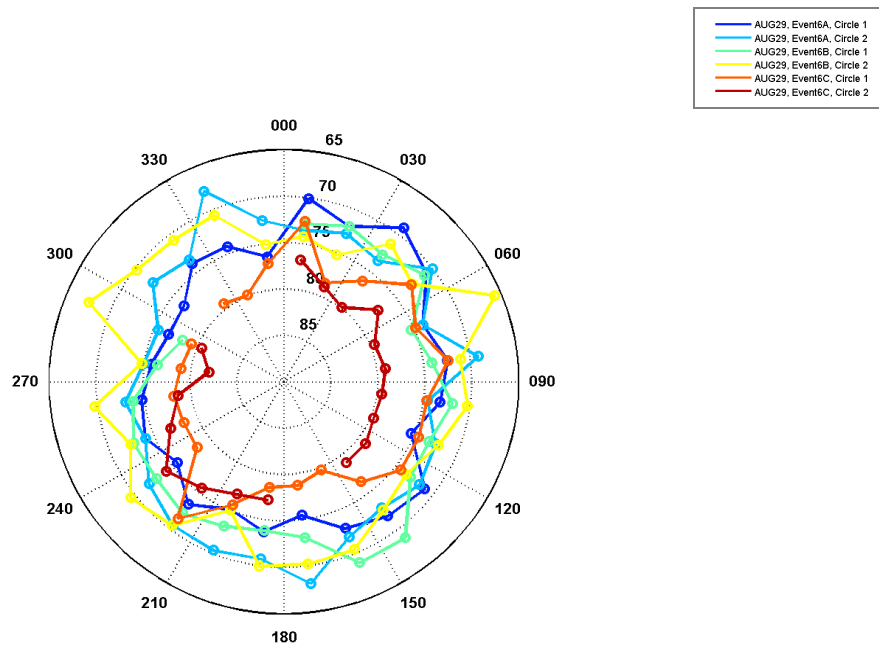 AUG29, Event6A, Circle 1
AUG29, Event6A, Circle 2
AUG29, Event6B, Circle 1
AUG29, Event6B, Circle 2
AUG29, Event6C, Circle 1
AUG29, Event6C, Circle 2
000
65
330
030
70
75
300
060
80
85
270
090
240
120
210
150
180